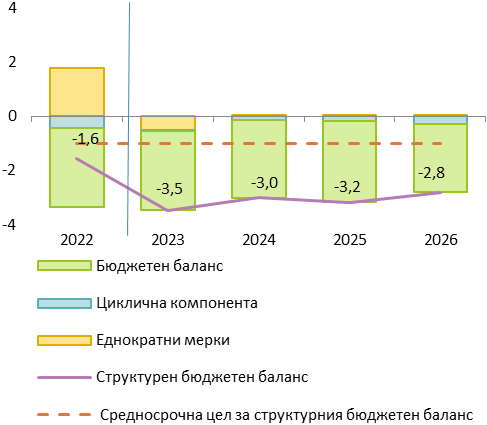 4
2
0
-2
-4
-1,6
-3,5
-3,0
-3,2
-2,8
2022 2023 2024 2025 2026
Бюджетен баланс
Циклична компонента
Еднократни мерки
Структурен бюджетен баланс
Средносрочна цел за структурния бюджетен баланс